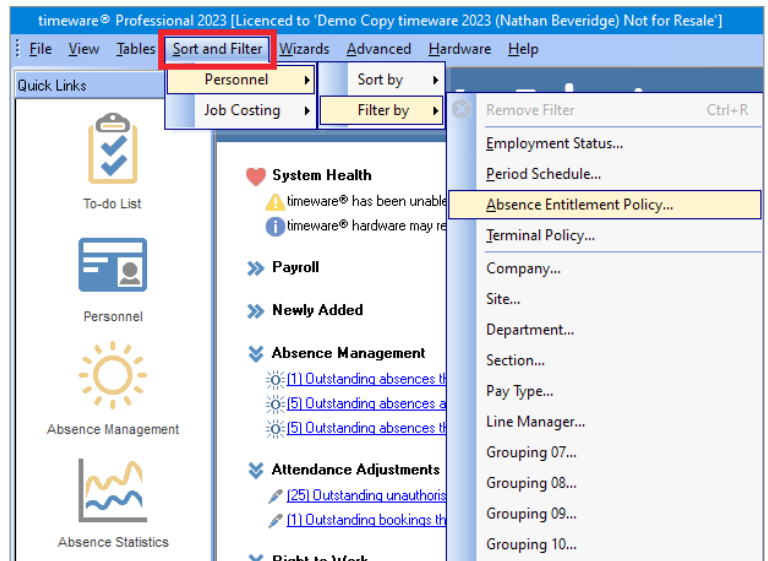 timeware® Professional 2023 [Licenced to 'Demo Copy timeware 2023 (Nathan Beveridge) Not for Resale']
File View Tables Sort and Filter Wizards Advanced Hardware Help
Quick Links
Personnel
Job Costing
Sort by
Filter by
Remove Filter Ctrl+R
Employment Status...
Period Schedule...
Absence Entitlement Policy...
Terminal Policy...
Company...
Site...
Department...
Section...
Pay Type...
Line Manager...
Grouping 07...
Grouping 08...
Grouping 09...
Grouping 10...
To-do List
Personnel
Absence Management
Absence Statistics
System Health
timeware® has been unable
timeware® hardware may re
Payroll
Newly Added
Absence Management
(1) Outstanding absences th
(5) Outstanding absences a
(5) Outstanding absences th
Attendance Adjustments
(25) Outstanding unauthoris
(1) Outstanding bookings th
Right to Work